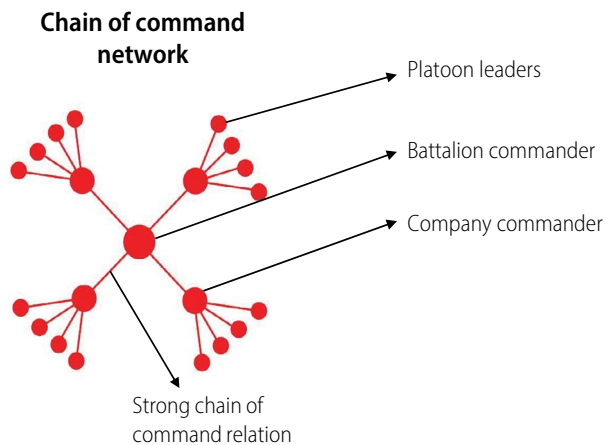 Chain of command
network
Platoon leaders
Battalion commander
Company commander
Strong chain of
command relation